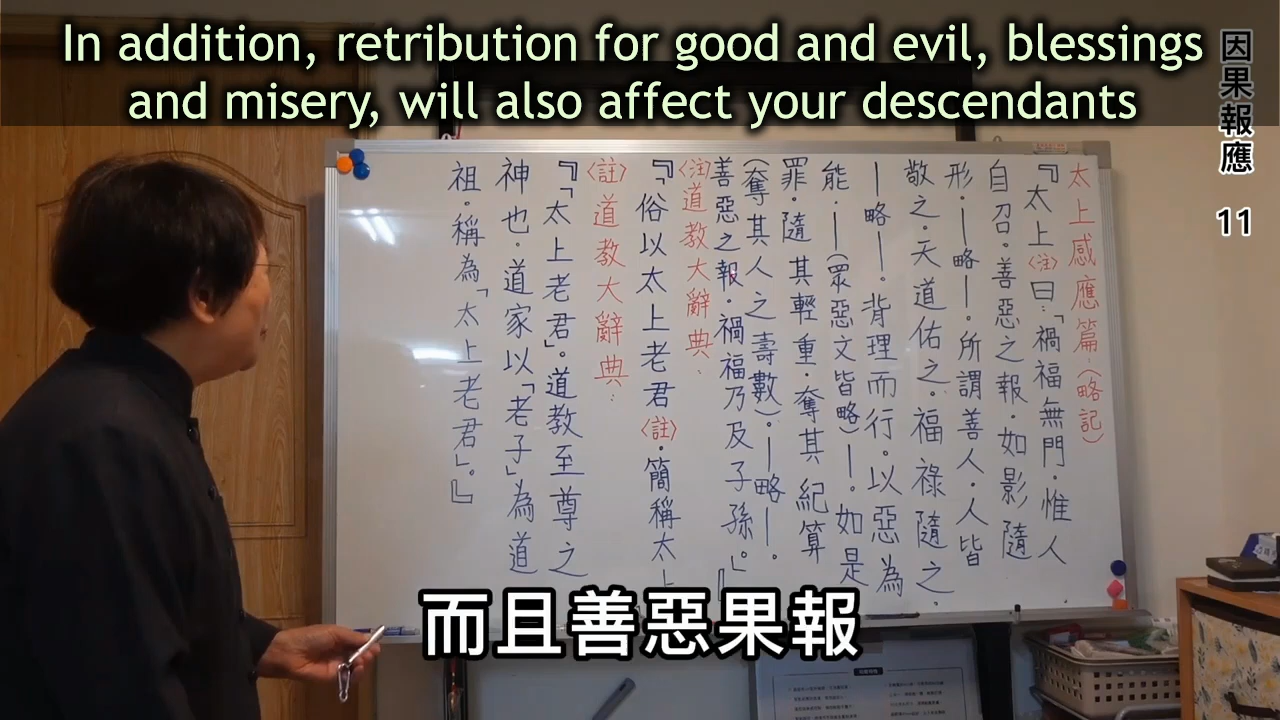 In addition, retribution for good and evil, blessings
and misery, will also affect your descendants
因果報應 11
太上感應篇(略記)
『太上〈注〉曰:「禍福無門.惟人
自召。善惡之報.如影隨
形.——略—。所謂善人.人皆
敬之.天道佑之.福祿隨之.
—略—。背理而行.以惡為
能.—(眾惡文皆略)—。如是
罪.隨其輕重.奪其紀算
(奪其人之壽數)。—略—。
善惡之報.禍福乃及子孫。」』
〈注〉道教大辭典:
『「俗以太上老君〈註〉.簡稱太上
〈註〉道教大辭典:
『「太上老君」。道教至尊之
神也.道家以「老子」為道
祖.稱為「太上老君」。』
而且善惡果報